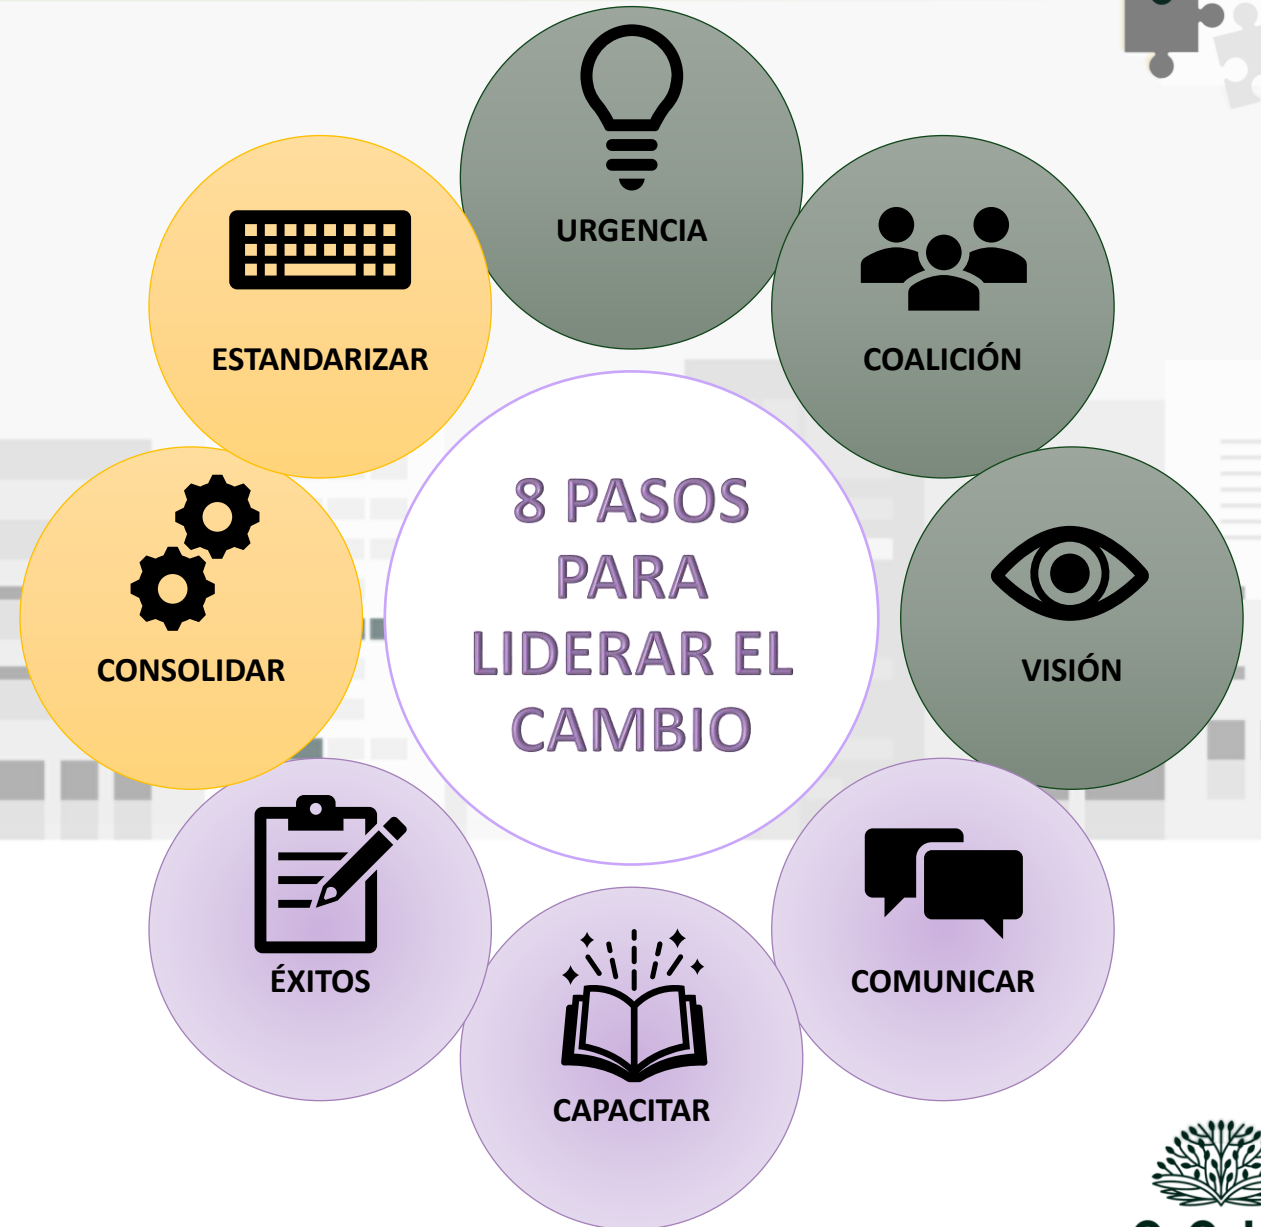 URGENCIA
COALICIÓN
VISIÓN
COMUNICAR
CAPACITAR
ÉXITOS
CONSOLIDAR
ESTANDARIZAR
8 PASOS
PARA
LIDERAR EL
CAMBIO